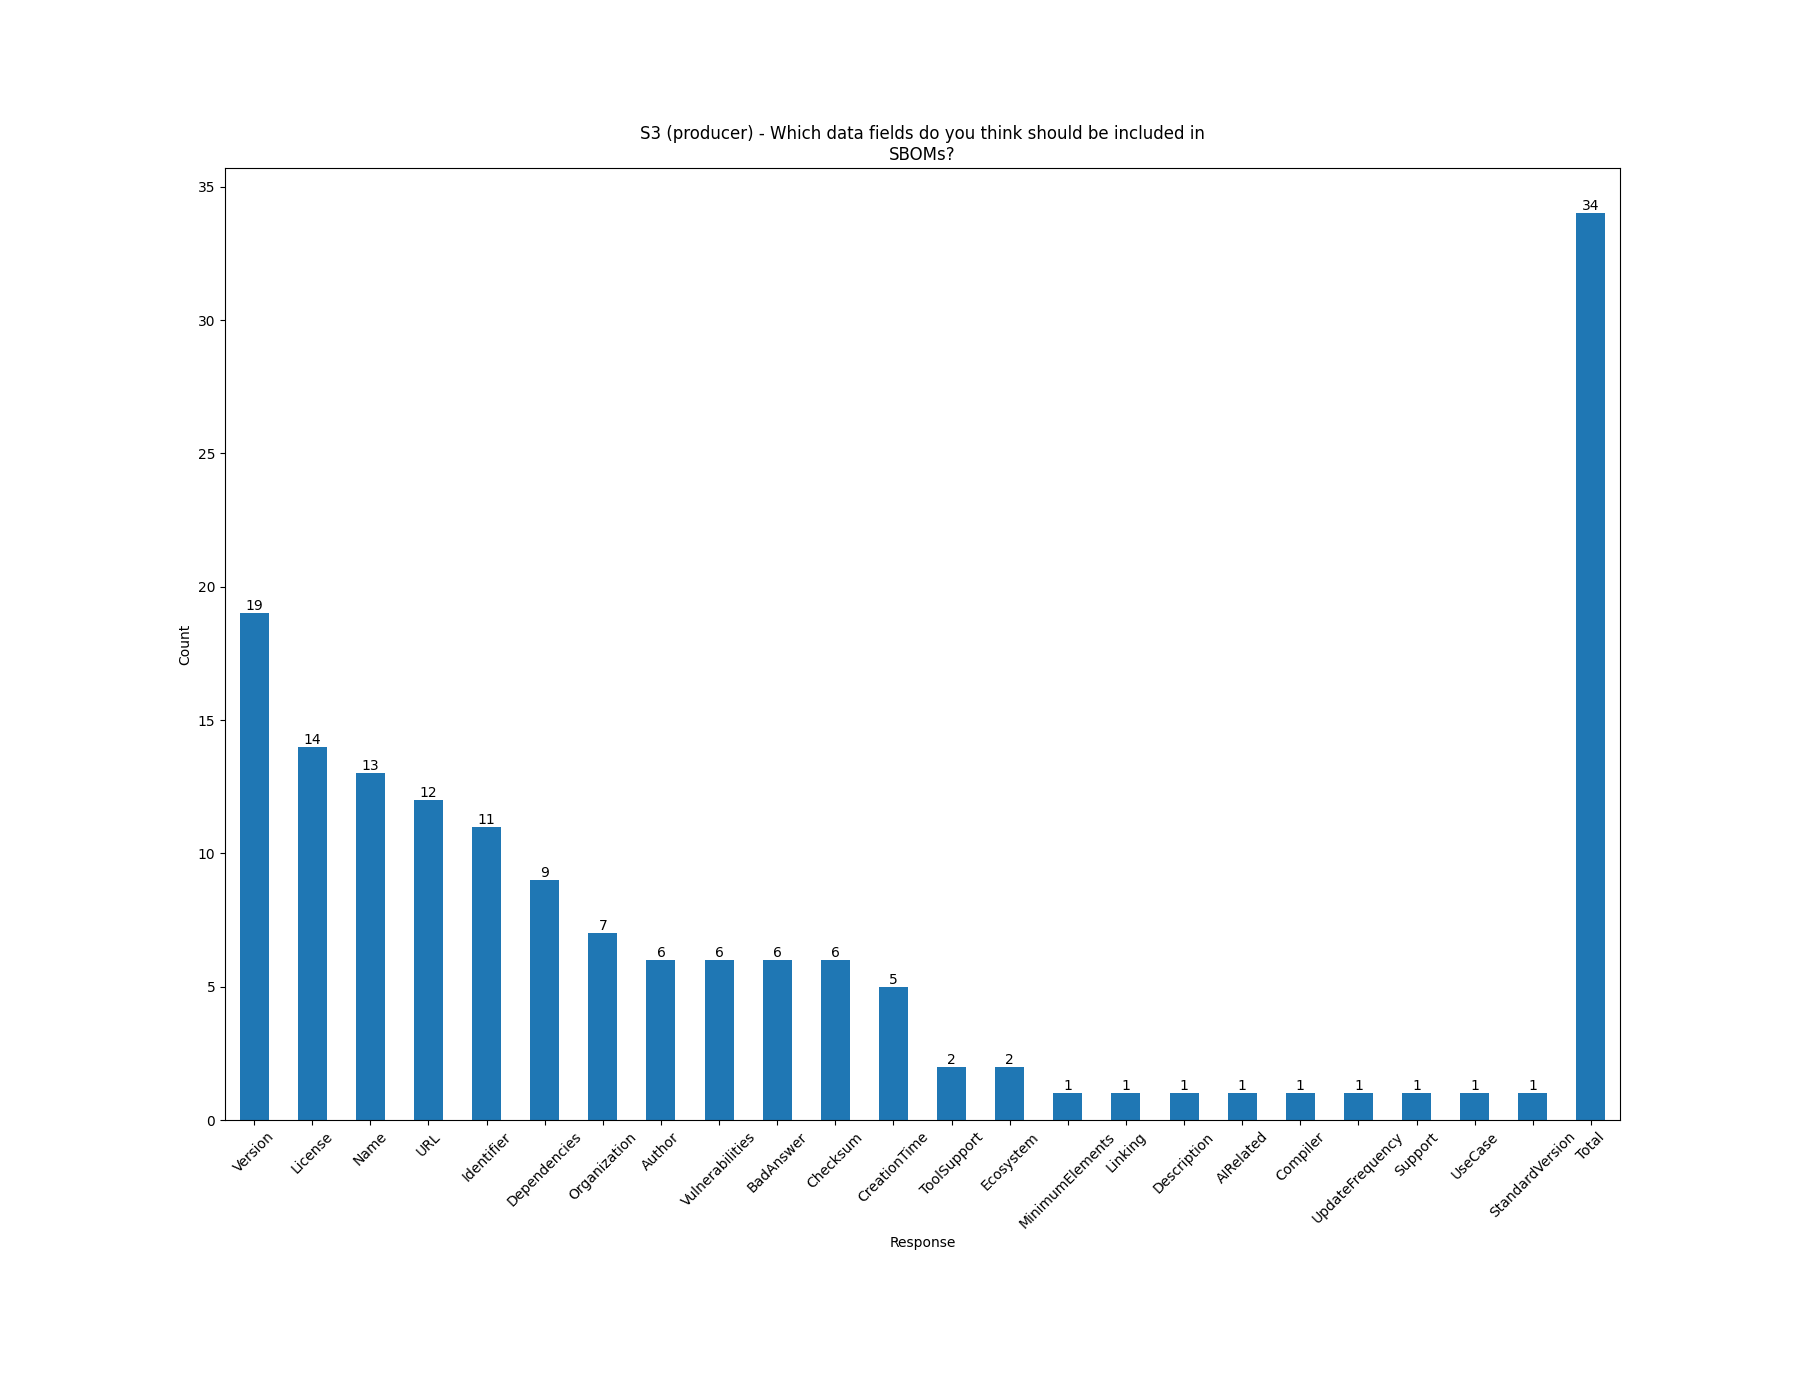 S3 (producer) - Which data fields do you think should be included in
SBOMs?
35
30
25
20
15
10
5
0
Count
19
14
13
12
11
9
7
6
6
6
6
5
2
2
1
1
1
1
1
1
1
1
1
34
Version
License
Name
URL
Identifier
Dependencies
Organization
Author
Vulnerabilities
BadAnswer
Checksum
CreationTime
ToolSupport
Ecosystem
MinimumElements
Linking
Description
AIRelated
Compiler
UpdateFrequency
Support
UseCase
StandardVersion
Total
Response